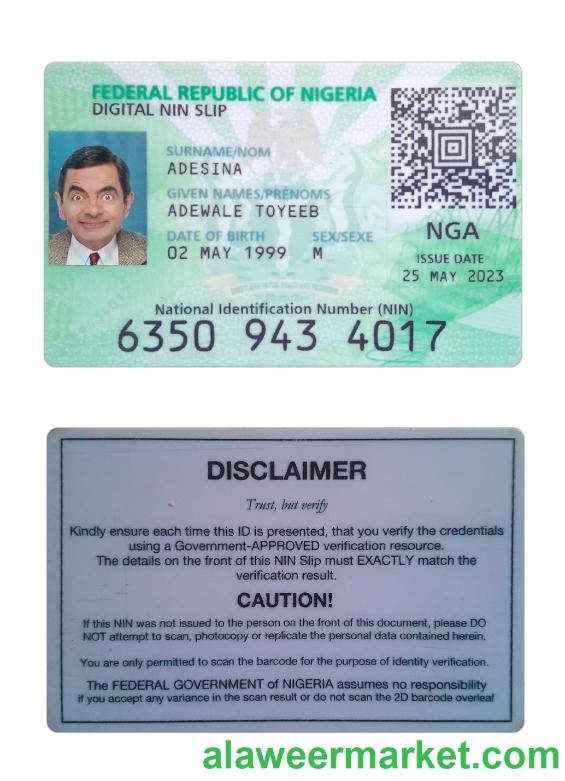 FEDERAL REPUBLIC OF NIGERIA
DIGITAL NIN SLIP
SURNAME/NOM
ADESINA
GIVEN NAMES/PRÉNOMS
ADEWALE TOYEEB
DATE OF BIRTH SEX/SEXE
02 MAY 1999 M
NGA
ISSUE DATE
25 MAY 2023
National Identification Number (NIN)
6350 943 4017
DISCLAIMER
Trust, but verify
Kindly ensure each time this ID is presented, that you verify the credentials
using a Government-APPROVED verification resource.
The details on the front of this NIN Slip must EXACTLY match the
verification result.
CAUTION!
If this NIN was not issued to the person on the front of this document, please DO
NOT attempt to scan, photocopy or replicate the personal data contained herein.
You are only permitted to scan the barcode for the purpose of identity verification.
The FEDERAL GOVERNMENT of NIGERIA assumes no responsibility
if you accept any variance in the scan result or do not scan the 2D barcode overleaf
alaweermarket.com